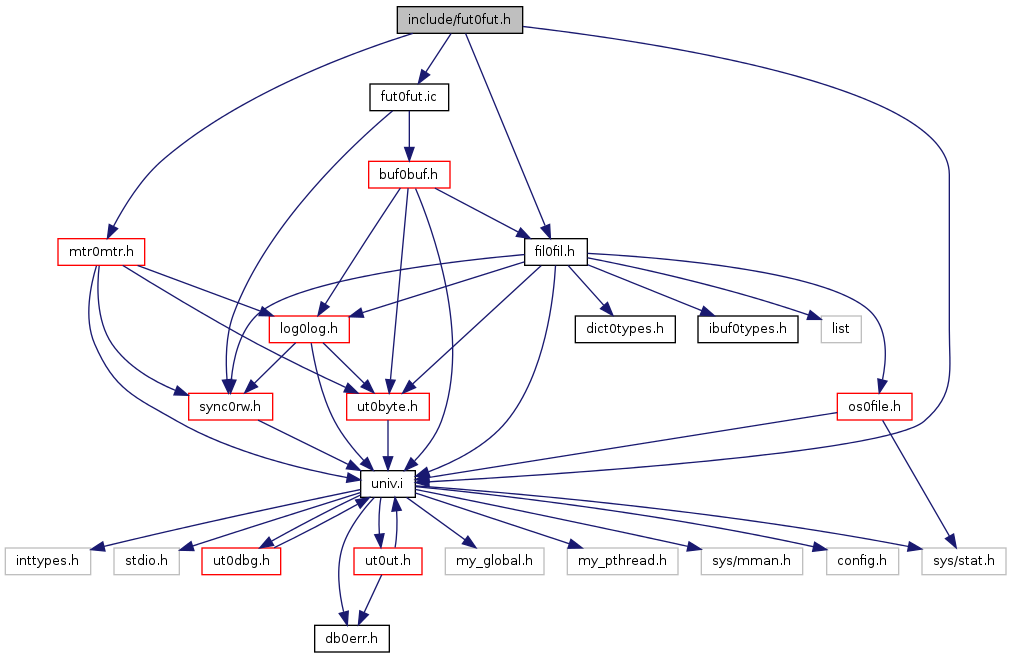 include/fut0fut.h
fut0fut.ic
buf0buf.h
mtr0mtr.h
fil0fil.h
log0log.h
dict0types.h
ibuf0types.h
list
sync0rw.h
ut0byte.h
os0file.h
univ.i
inttypes.h
stdio.h
ut0dbg.h
ut0ut.h
my_global.h
my_pthread.h
sys/mman.h
config.h
sys/stat.h
db0err.h